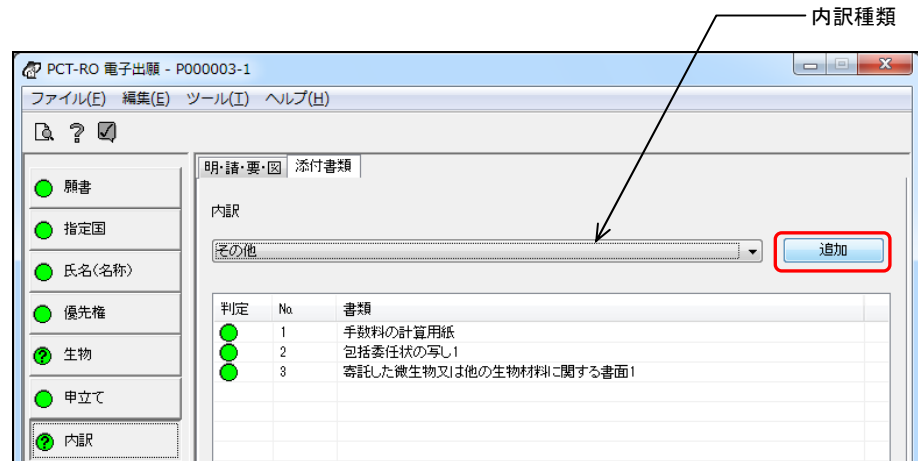 内訳種類
PCT-RO 電子出願 - P000003-1
ファイル(F) 編集(E) ツール(T) ヘルプ(H)
明・請・要・図 添付書類
願書
内訳
指定国
その他 追加
氏名(名称)
優先権
判定 No. 書類
1 手数料の計算用紙
生物
2 包括委任状の写し1
3 寄託した微生物又は他の生物材料に関する書面1
申立て
内訳